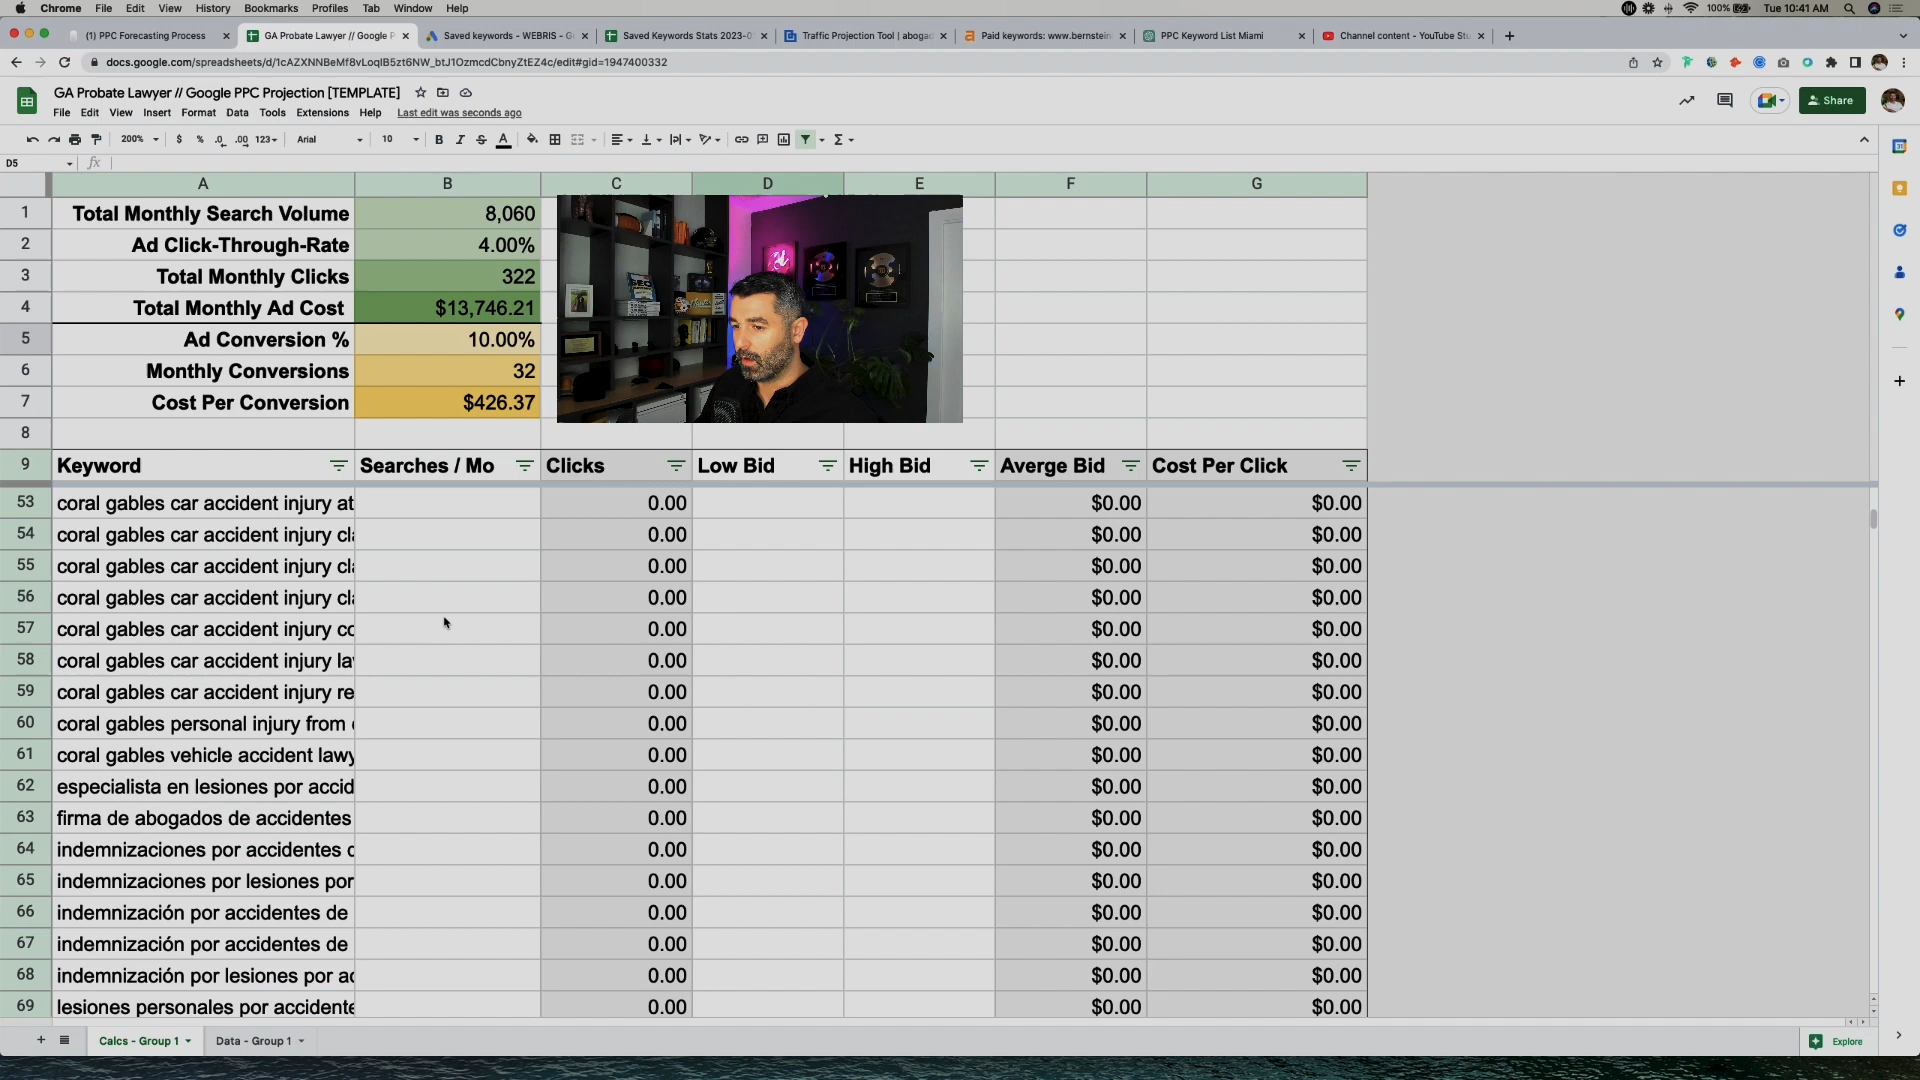 Chrome File Edit View History Bookmarks Profiles Tab Window Help 100% Tue 10:41 AM
(1) PPC Forecasting Process GA Probate Lawyer // Google P Saved keywords - WEBRIS - G Saved Keywords Stats 2023-0 Traffic Projection Tool | abogad Paid keywords: www.bernstein PPC Keyword List Miami Channel content - YouTube Stu
docs.google.com/spreadsheets/d/1cAZXNNBeMf8vLoqIB5zt6NW_btJ1OzmcdCbnyZtEZ4c/edit#gid=1947400332
GA Probate Lawyer // Google PPC Projection [TEMPLATE]
File Edit View Insert Format Data Tools Extensions Help Last edit was seconds ago
Share
200% $ % .0 .00 123 Arial 10 B I S A
D5 fx
A B C D E F G
1 Total Monthly Search Volume 8,060
2 Ad Click-Through-Rate 4.00%
3 Total Monthly Clicks 322
4 Total Monthly Ad Cost $13,746.21
5 Ad Conversion % 10.00%
6 Monthly Conversions 32
7 Cost Per Conversion $426.37
8
9 Keyword Searches / Mo Clicks Low Bid High Bid Averge Bid Cost Per Click
53 coral gables car accident injury at 0.00 $0.00 $0.00
54 coral gables car accident injury cla 0.00 $0.00 $0.00
55 coral gables car accident injury cla 0.00 $0.00 $0.00
56 coral gables car accident injury cla 0.00 $0.00 $0.00
57 coral gables car accident injury co 0.00 $0.00 $0.00
58 coral gables car accident injury la 0.00 $0.00 $0.00
59 coral gables car accident injury re 0.00 $0.00 $0.00
60 coral gables personal injury from 0.00 $0.00 $0.00
61 coral gables vehicle accident lawy 0.00 $0.00 $0.00
62 especialista en lesiones por accid 0.00 $0.00 $0.00
63 firma de abogados de accidentes 0.00 $0.00 $0.00
64 indemnizaciones por accidentes 0.00 $0.00 $0.00
65 indemnizaciones por lesiones por 0.00 $0.00 $0.00
66 indemnización por accidentes de 0.00 $0.00 $0.00
67 indemnización por accidentes de 0.00 $0.00 $0.00
68 indemnización por lesiones por ac 0.00 $0.00 $0.00
69 lesiones personales por accidente 0.00 $0.00 $0.00
Calcs - Group 1 Data - Group 1 Explore